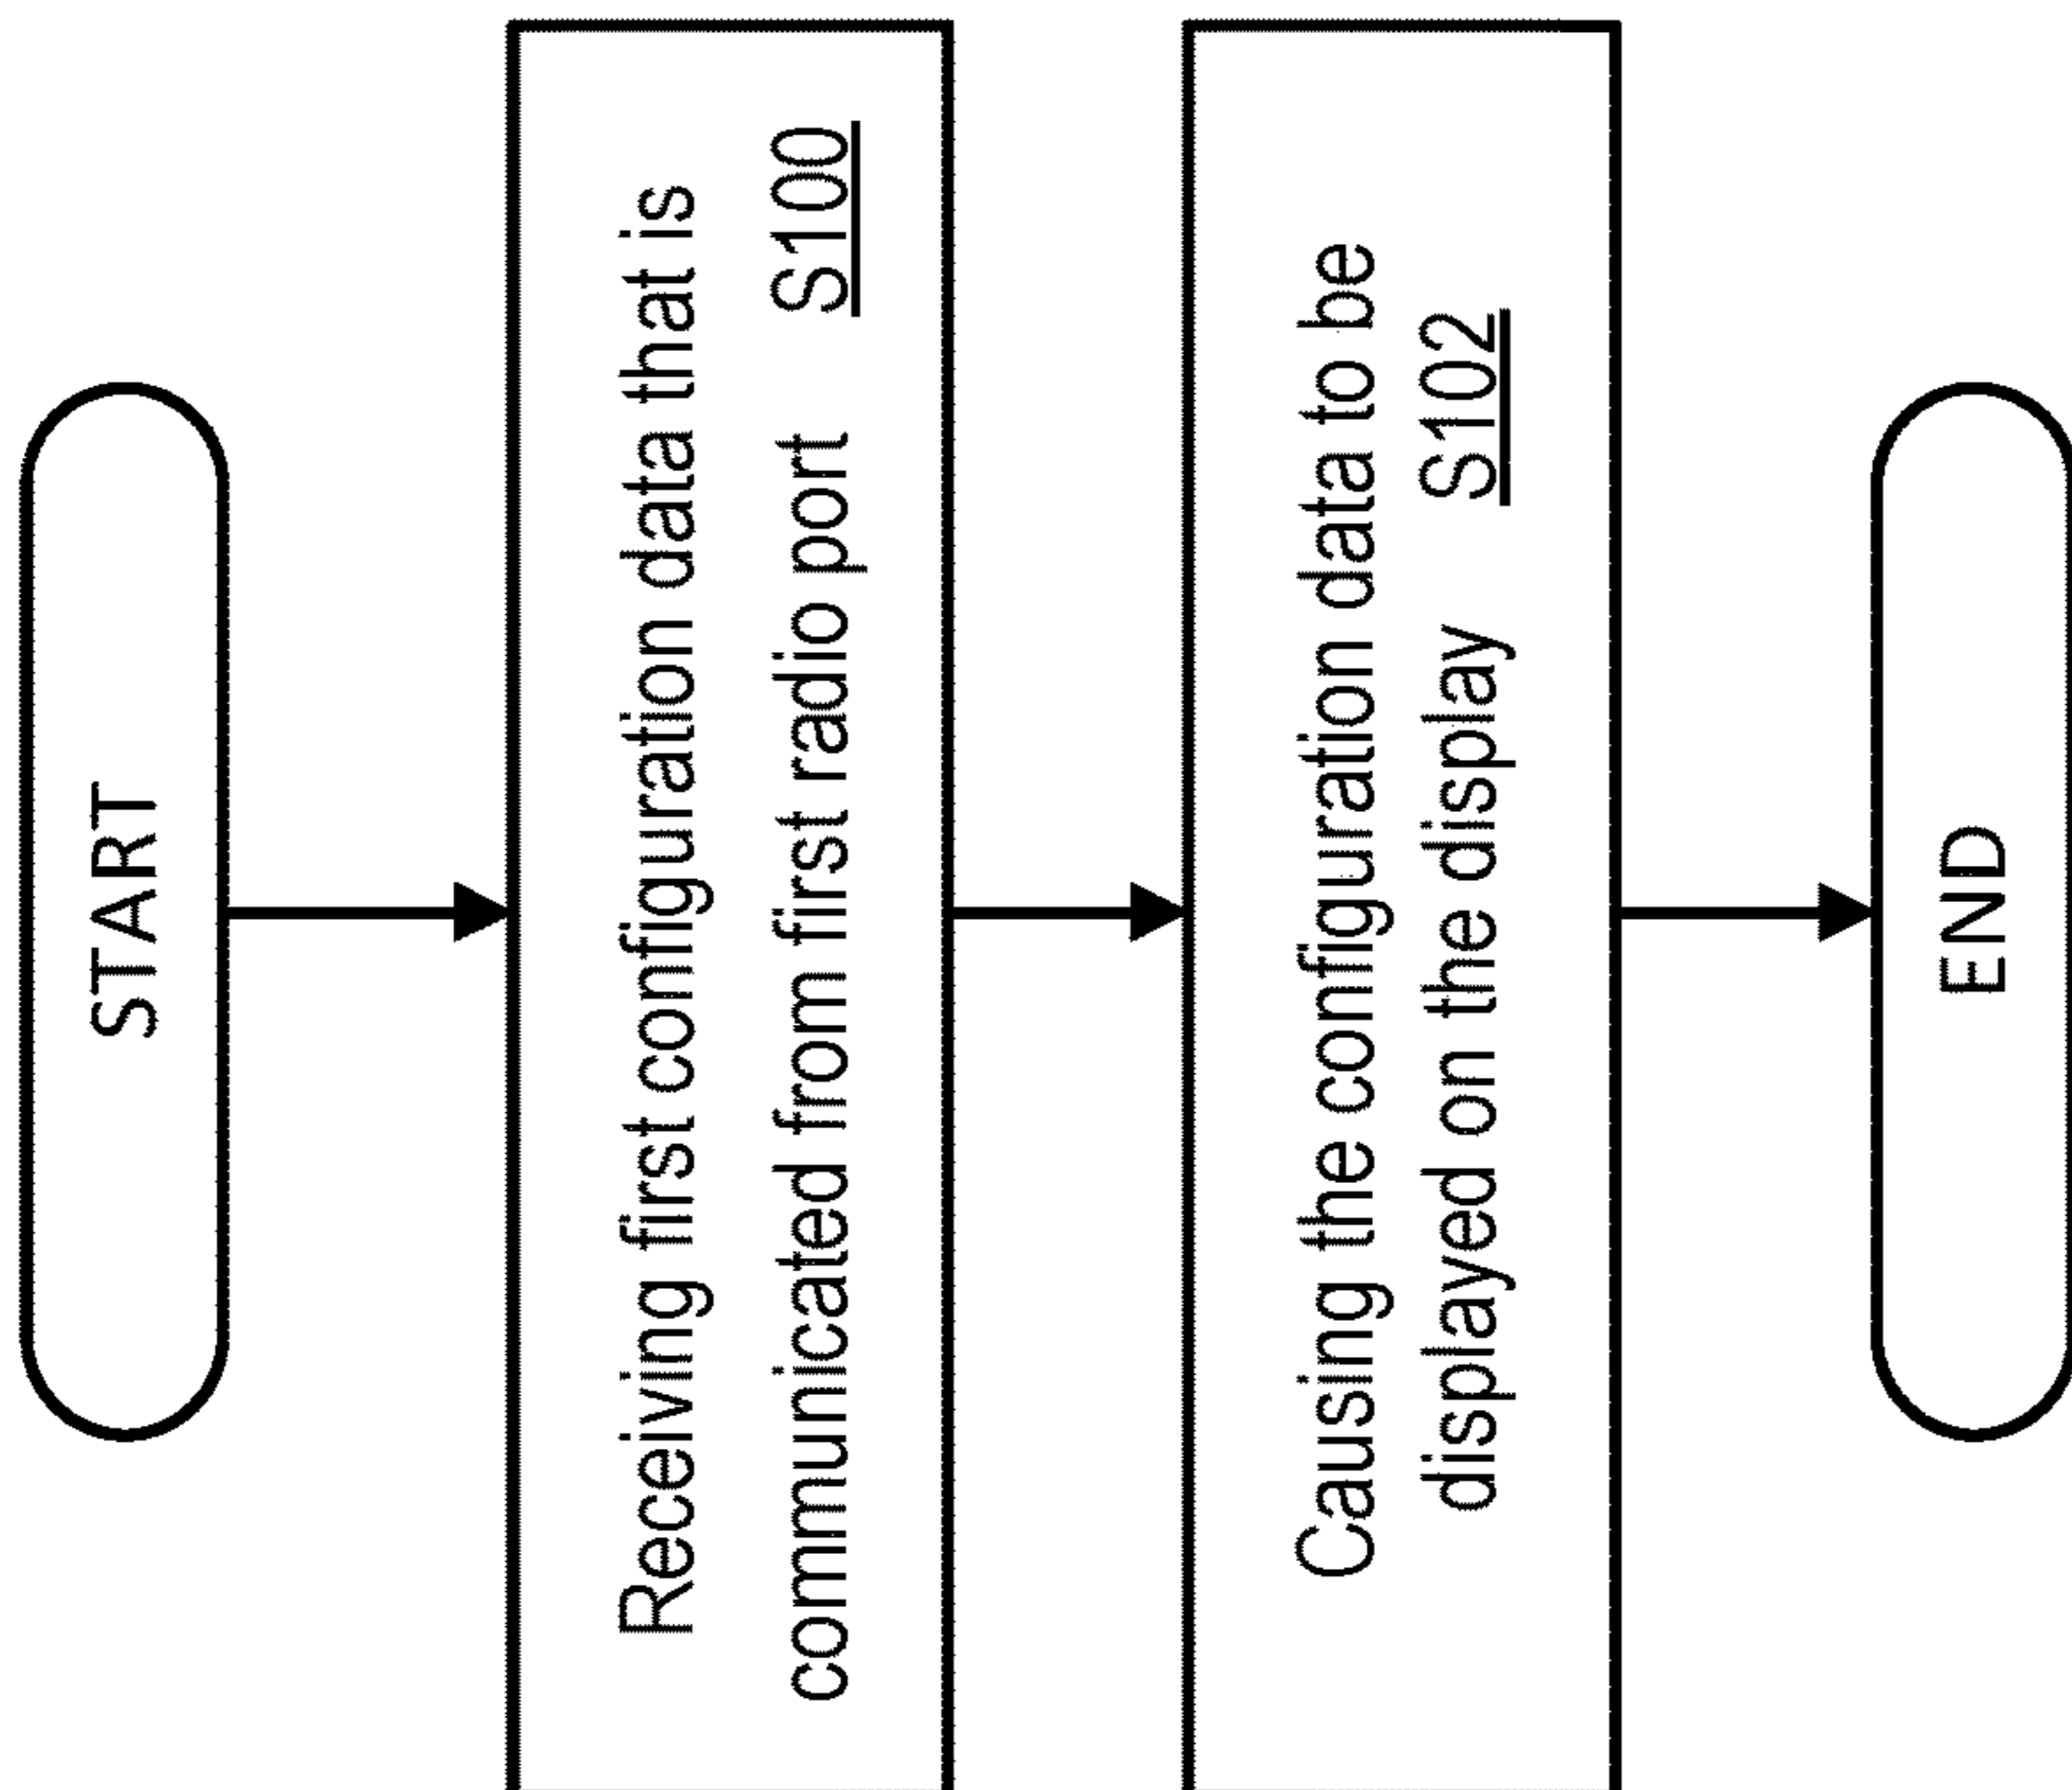 START
Receiving first configuration data that is
communicated from first radio port S100
Causing the configuration data to be
displayed on the display S102
END